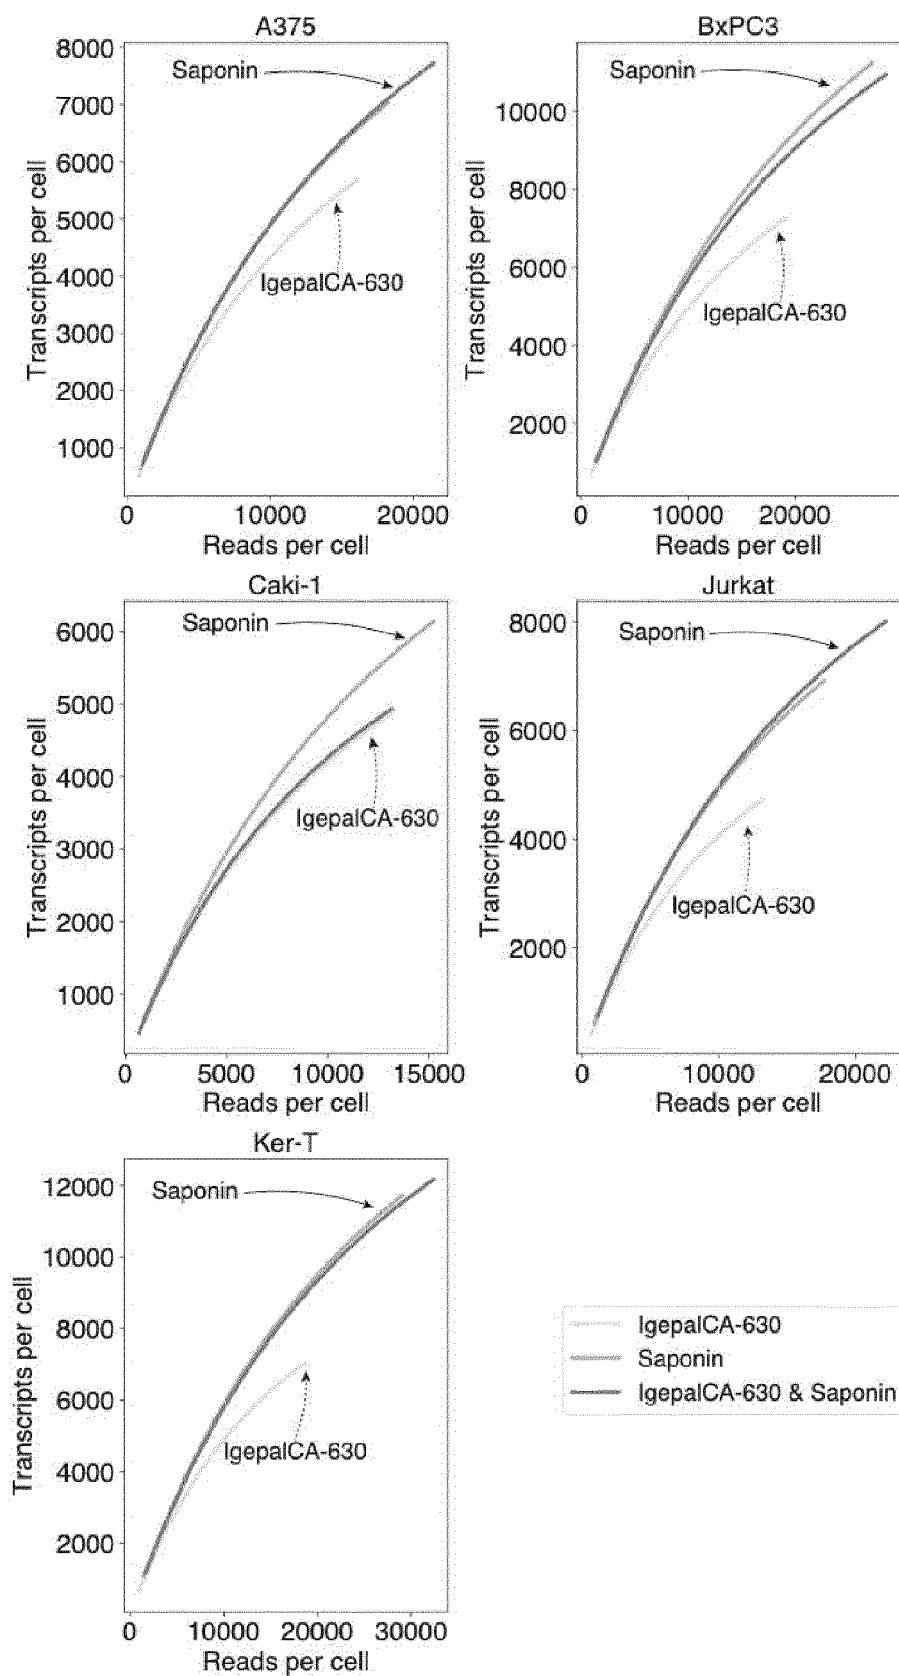 A375
8000
7000
6000
5000
4000
3000
2000
1000
Transcripts per cell
Saponin
IgepalCA-630
0 10000 20000
Reads per cell
BxPC3
10000
8000
6000
4000
2000
Transcripts per cell
Saponin
IgepalCA-630
0 10000 20000
Reads per cell
Caki-1
6000
5000
4000
3000
2000
1000
Transcripts per cell
Saponin
IgepalCA-630
0 5000 10000 15000
Reads per cell
Jurkat
8000
6000
4000
2000
Transcripts per cell
Saponin
IgepalCA-630
0 10000 20000
Reads per cell
Ker-T
12000
10000
8000
6000
4000
2000
Transcripts per cell
Saponin
IgepalCA-630
0 10000 20000 30000
Reads per cell
IgepalCA-630
Saponin
IgepalCA-630 & Saponin